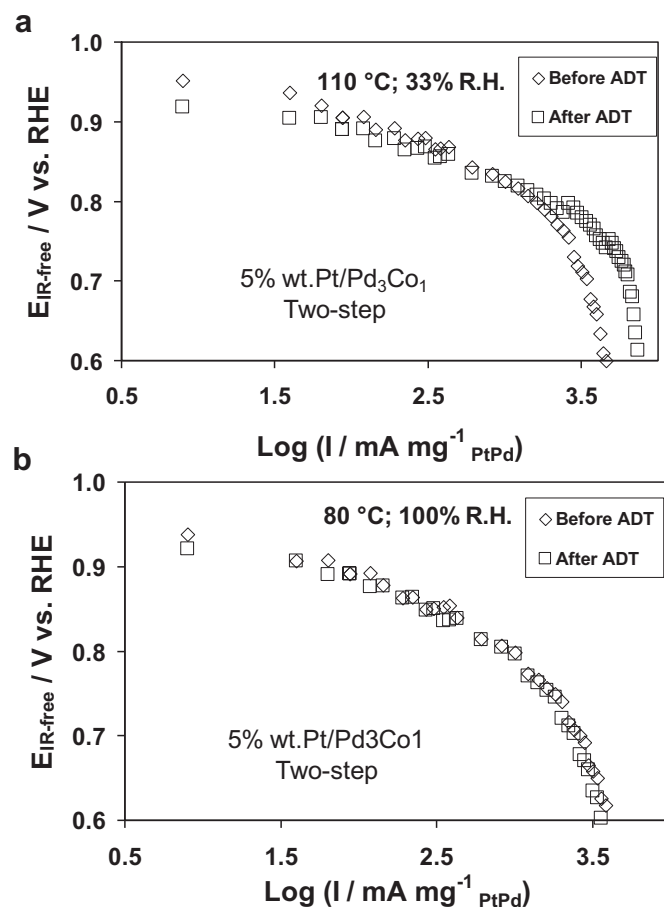 a
1.0
0.9
0.8
0.7
0.6
E_IR-free / V vs. RHE
110 °C; 33% R.H.
Before ADT
After ADT
5% wt.Pt/Pd₃Co₁
Two-step
0.5
1.5
2.5
3.5
Log (I / mA mg⁻¹ PtPd)
b
1.0
0.9
0.8
0.7
0.6
E_IR-free / V vs. RHE
80 °C; 100% R.H.
Before ADT
After ADT
5% wt.Pt/Pd3Co1
Two-step
0.5
1.5
2.5
3.5
Log (I / mA mg⁻¹ PtPd)